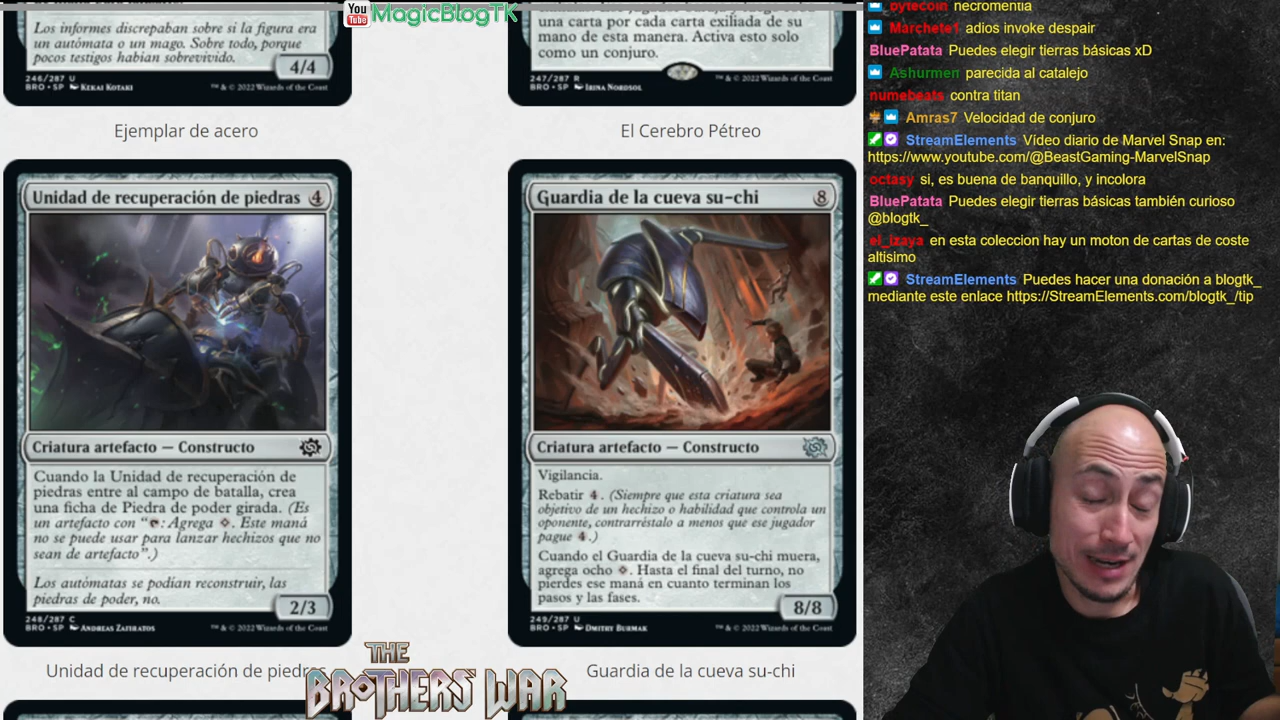 YouTube MagicBlogTK
Los informes discrepaban sobre si la figura era
un autómata o un mago. Sobre todo, porque
pocos testigos habían sobrevivido.
4/4
246/287 U
BRO • SP KEKAI KOTAKI
™ & © 2022 Wizards of the Coast
Ejemplar de acero
una carta por cada carta exiliada de su
mano de esta manera. Activa esto solo
como un conjuro.
247/287 R
BRO • SP IRINA NORDSOL
™ & © 2022 Wizards of the Coast
El Cerebro Pétreo
Unidad de recuperación de piedras 4
Criatura artefacto — Constructo
Cuando la Unidad de recuperación de
piedras entre al campo de batalla, crea
una ficha de Piedra de poder girada. (Es
un artefacto con “: Agrega . Este maná
no se puede usar para lanzar hechizos que no
sean de artefacto”.)
Los autómatas se podían reconstruir, las
piedras de poder, no.
2/3
248/287 C
BRO • SP ANDREAS ZAFIRATOS
™ & © 2022 Wizards of the Coast
Unidad de recuperación de piedras
Guardia de la cueva su-chi 8
Criatura artefacto — Constructo
Vigilancia.
Rebatir 4. (Siempre que esta criatura sea
objetivo de un hechizo o habilidad que controla un
oponente, contrarréstalo a menos que ese jugador
pague 4.)
Cuando el Guardia de la cueva su-chi muera,
agrega ocho . Hasta el final del turno, no
pierdes ese maná en cuanto terminan los
pasos y las fases.
8/8
249/287 U
BRO • SP DMITRY BURMAK
™ & © 2022 Wizards of the Coast
Guardia de la cueva su-chi
THE
BROTHERS' WAR
bytecoin necromentia
Marchete1 adios invoke despair
BluePatata Puedes elegir tierras básicas xD
Ashurmen parecida al catalejo
numebeats contra titan
Amras7 Velocidad de conjuro
StreamElements Vídeo diario de Marvel Snap en:
https://www.youtube.com/@BeastGaming-MarvelSnap
octasy si, es buena de banquillo, y incolora
BluePatata Puedes elegir tierras básicas también curioso
@blogtk_
el_izaya en esta coleccion hay un moton de cartas de coste
altisimo
StreamElements Puedes hacer una donación a blogtk_
mediante este enlace https://StreamElements.com/blogtk_/tip